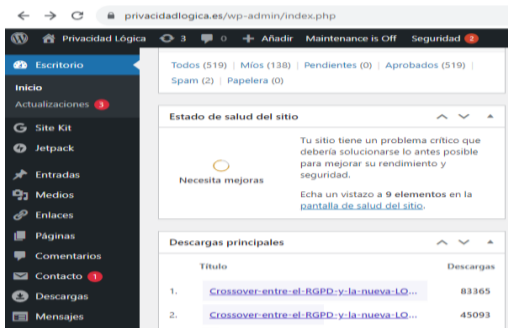 privacidadlogica.es/wp-admin/index.php
Privacidad Lógica 3 0 + Añadir Maintenance is Off Seguridad 2
Escritorio
Inicio
Actualizaciones 3
Site Kit
Jetpack
Entradas
Medios
Enlaces
Páginas
Comentarios
Contacto 1
Descargas
Mensajes
Todos (519) | Míos (138) | Pendientes (0) | Aprobados (519) |
Spam (2) | Papelera (0)
Estado de salud del sitio
Necesita mejoras
Tu sitio tiene un problema crítico que
debería solucionarse lo antes posible
para mejorar su rendimiento y
seguridad.
Echa un vistazo a 9 elementos en la
pantalla de salud del sitio.
Descargas principales
Título Descargas
1. Crossover-entre-el-RGPD-y-la-nueva-LO... 83365
2. Crossover-entre-el-RGPD-y-la-nueva-LO... 45093